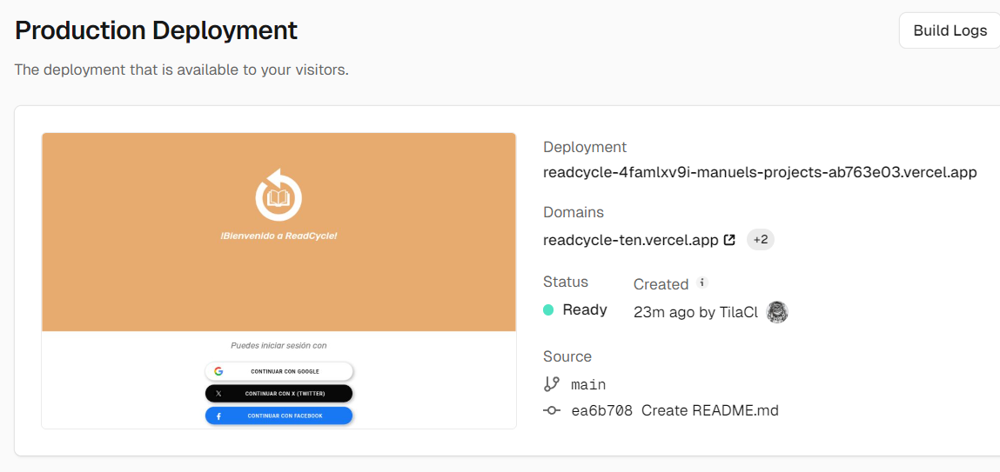 Production Deployment
Build Logs
The deployment that is available to your visitors.
!Bienvenido a ReadCycle!
Puedes iniciar sesión con
CONTINUAR CON GOOGLE
CONTINUAR CON X (TWITTER)
CONTINUAR CON FACEBOOK
Deployment
readcycle-4famlxv9i-manuels-projects-ab763e03.vercel.app
Domains
readcycle-ten.vercel.app +2
Status
Created
Ready
23m ago by TilaCl
Source
main
ea6b708 Create README.md